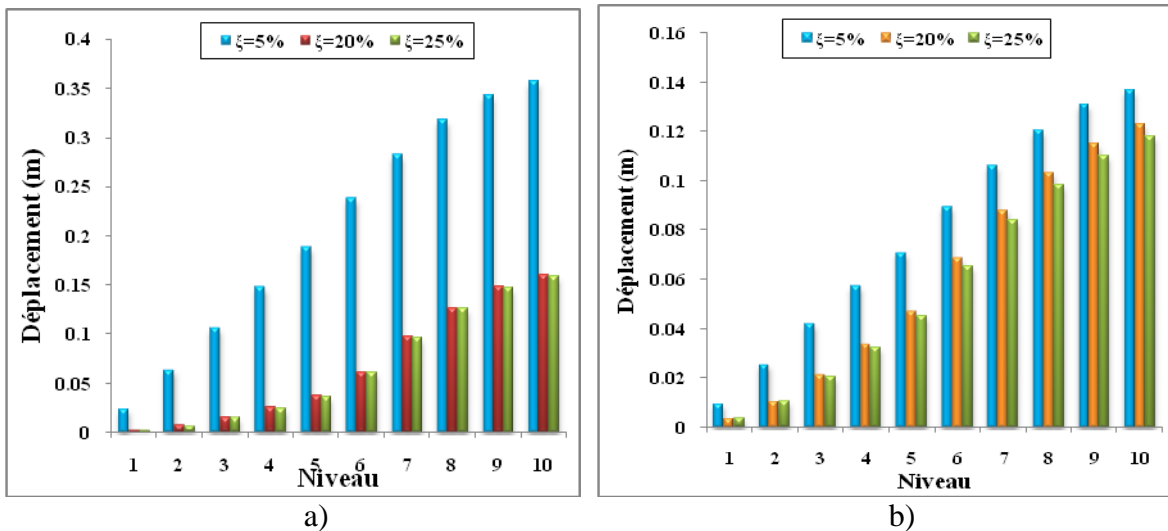 ξ=5% ξ=20% ξ=25%
Déplacement (m)
0.4
0.35
0.3
0.25
0.2
0.15
0.1
0.05
0
1 2 3 4 5 6 7 8 9 10
Niveau
a)
ξ=5% ξ=20% ξ=25%
Déplacement (m)
0.16
0.14
0.12
0.1
0.08
0.06
0.04
0.02
0
1 2 3 4 5 6 7 8 9 10
Niveau
b)